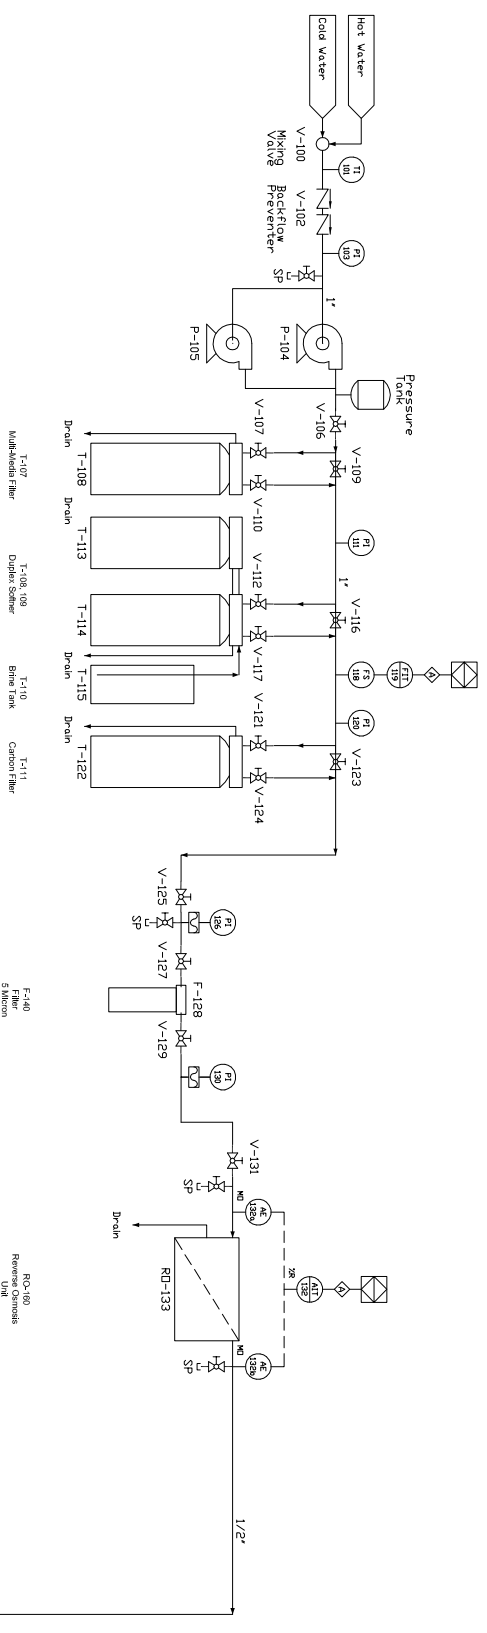 Hot Water
Cold Water
V-100
Mixing
Valve
TI
101
V-102
Backflow
Preventer
PI
103
SP
1"
P-104
P-105
Pressure
Tank
V-106
V-107
V-109
Drain
T-108
V-110
PI
111
1"
Drain
T-113
V-112
V-116
T-114
V-117
Drain
T-115
FS
118
FIT
119
A
PI
120
V-121
V-123
Drain
T-122
V-124
V-125
SP
PI
126
V-127
F-128
V-129
PI
130
V-131
SP
MO
AE
132a
Drain
RO-133
%R
AIT
132
A
MO
AE
132b
SP
1/2"
T-107
Multi-Media Filter
T-108, 109
Duplex Softner
T-110
Brine Tank
T-111
Carbon Filter
F-140
Filter
5 Micron
RO-160
Reverse Osmosis
Unit